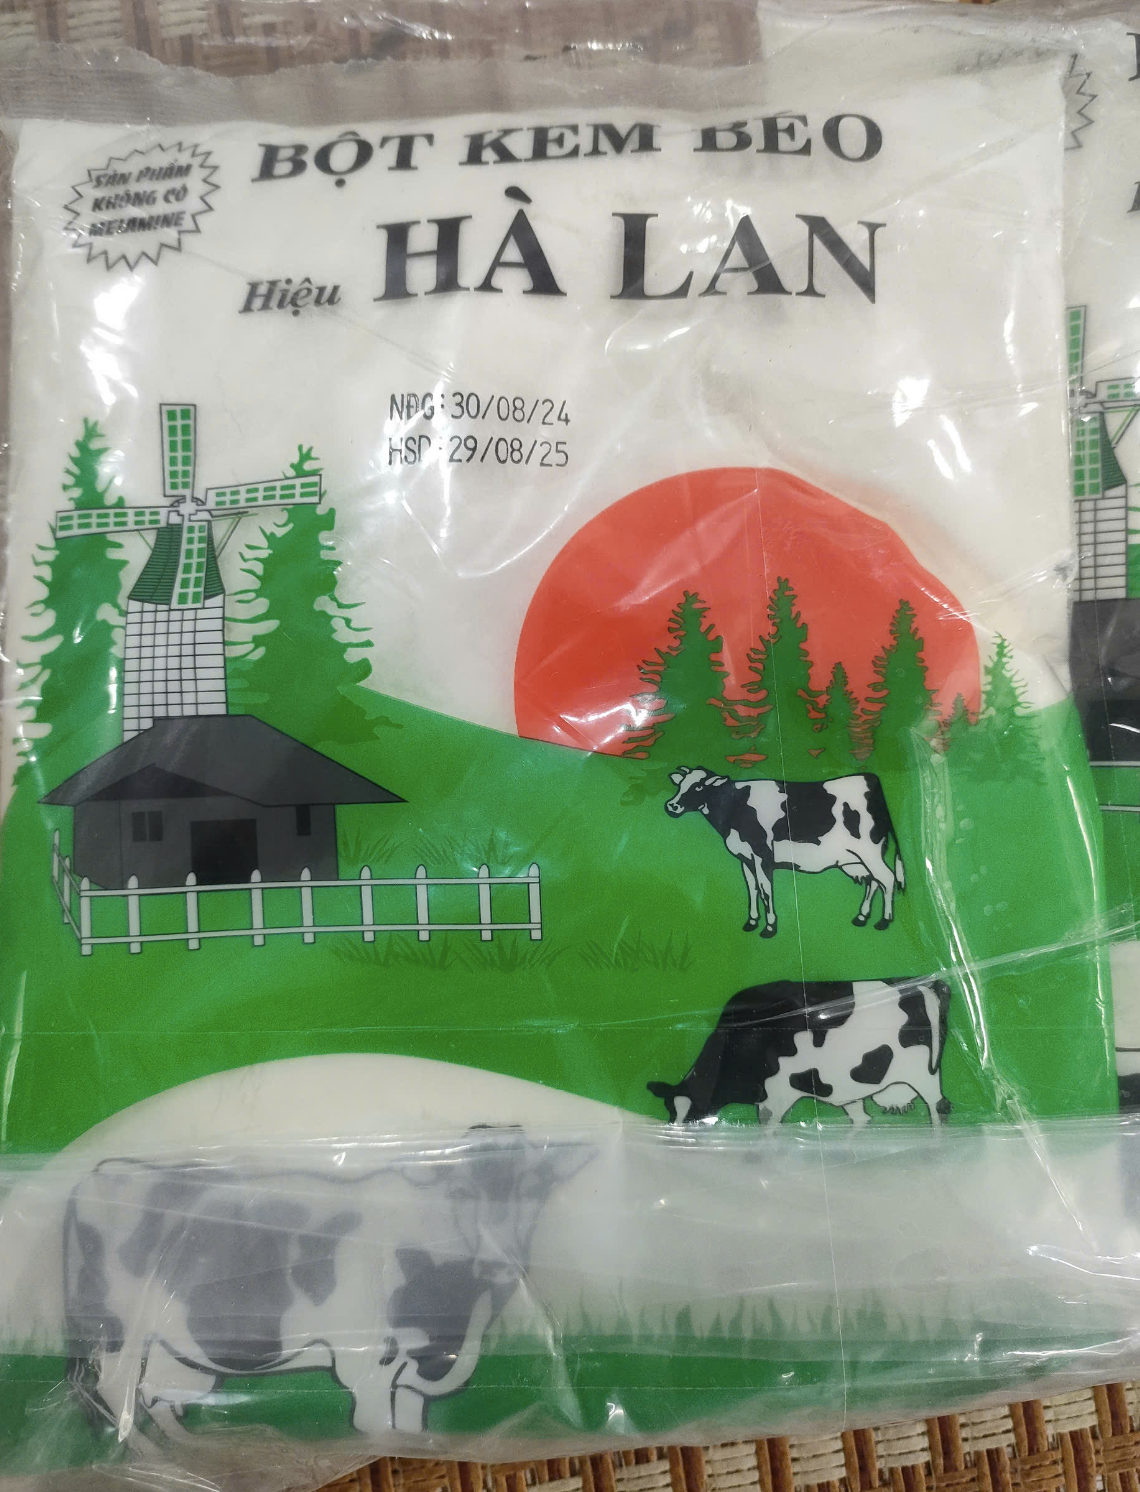 BỘT KEM BÉO
SẢN PHẨM
KHÔNG CÓ
MELAMINE
Hiệu HÀ LAN
NĐG: 30/08/24
HSD: 29/08/25